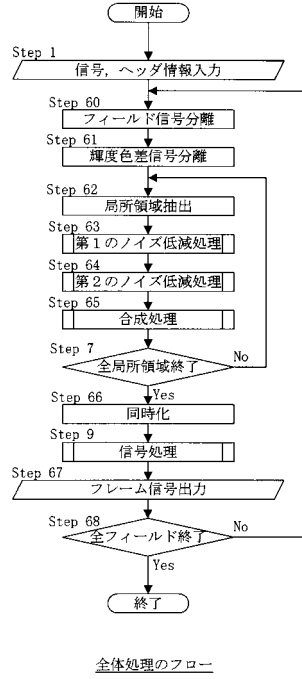 開始
Step 1
信号，ヘッダ情報入力
Step 60
フィールド信号分離
Step 61
輝度色差信号分離
Step 62
局所領域抽出
Step 63
第１のノイズ低減処理
Step 64
第２のノイズ低減処理
Step 65
合成処理
Step 7
全局所領域終了
No
Yes
Step 66
同時化
Step 9
信号処理
Step 67
フレーム信号出力
Step 68
全フィールド終了
No
Yes
終了
全体処理のフロー